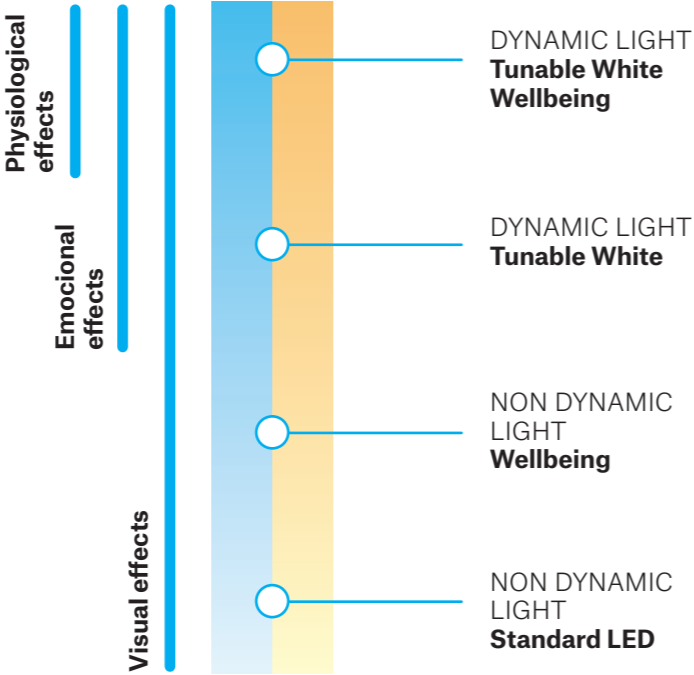 Physiological
effects
Emocional
effects
Visual effects
DYNAMIC LIGHT
Tunable White
Wellbeing
DYNAMIC LIGHT
Tunable White
NON DYNAMIC
LIGHT
Wellbeing
NON DYNAMIC
LIGHT
Standard LED